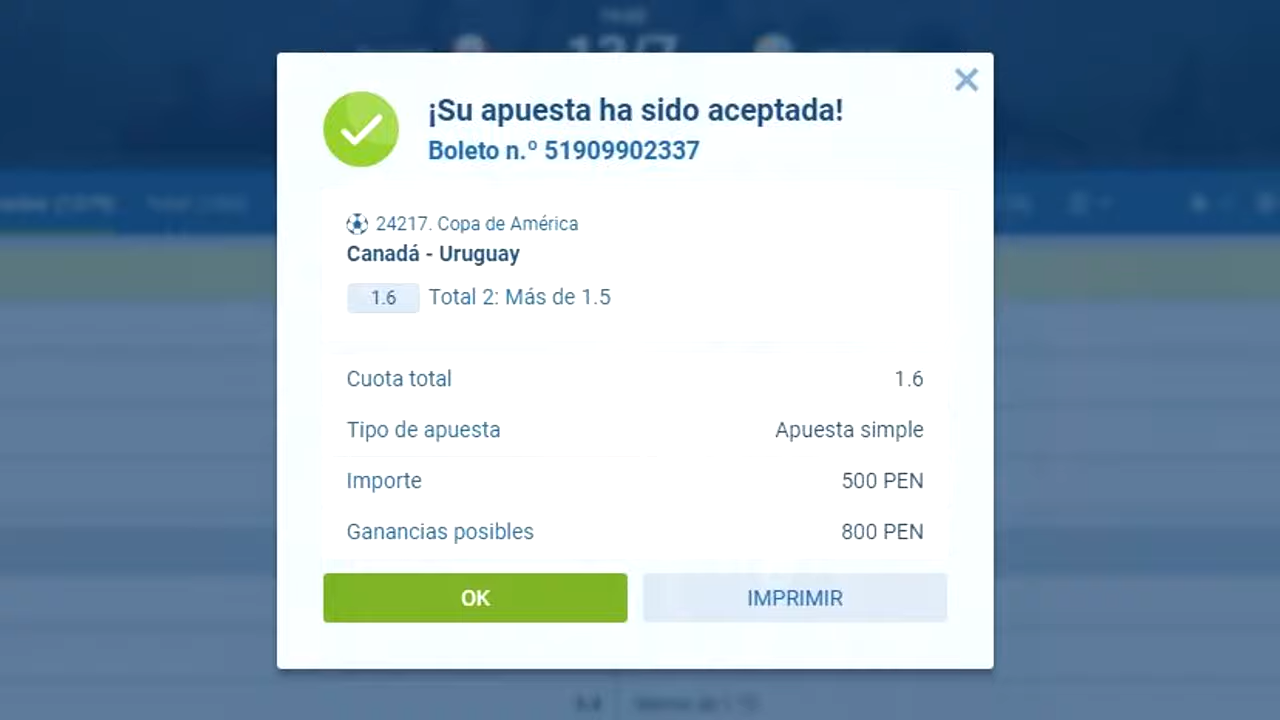 ¡Su apuesta ha sido aceptada!
Boleto n.º 51909902337
24217. Copa de América
Canadá - Uruguay
1.6 Total 2: Más de 1.5
Cuota total 1.6
Tipo de apuesta Apuesta simple
Importe 500 PEN
Ganancias posibles 800 PEN
OK IMPRIMIR